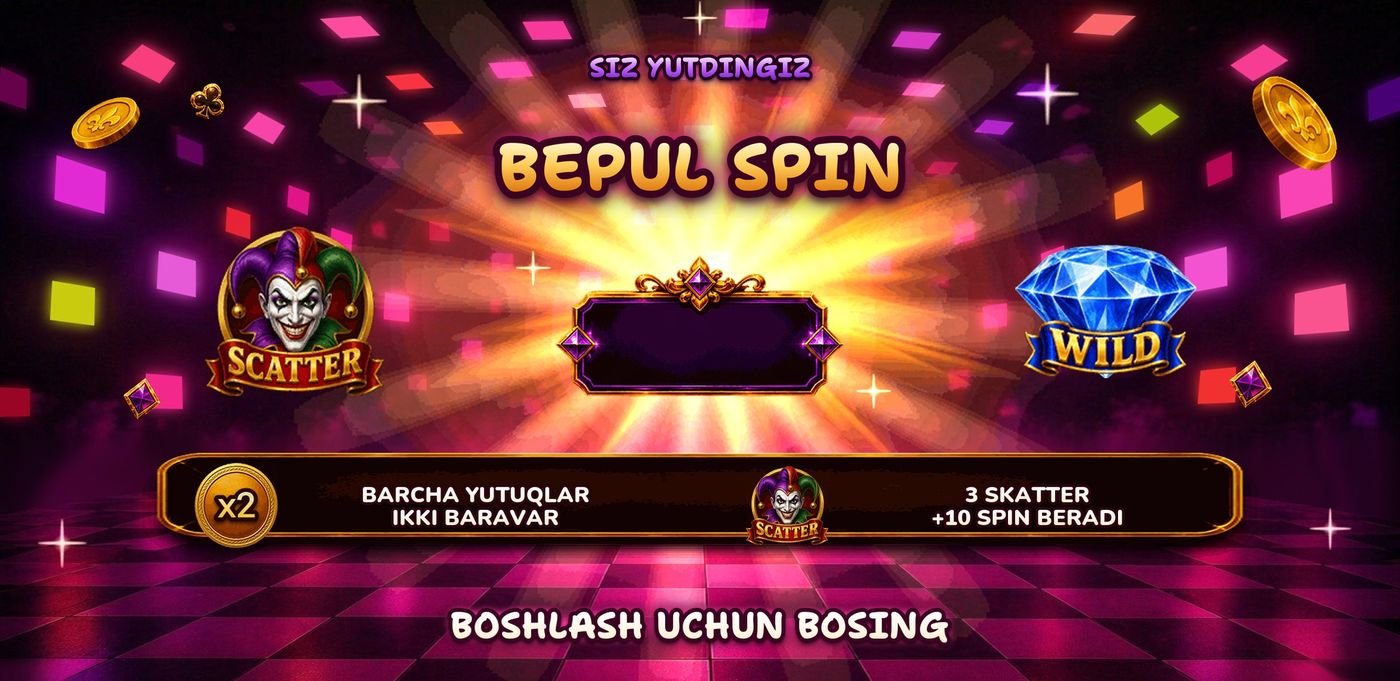 SIZ YUTDINGIZ
BEPUL SPIN
SCATTER
WILD
x2
BARCHA YUTUQLAR
IKKI BARAVAR
SCATTER
3 SKATTER
+10 SPIN BERADI
BOSHLASH UCHUN BOSING